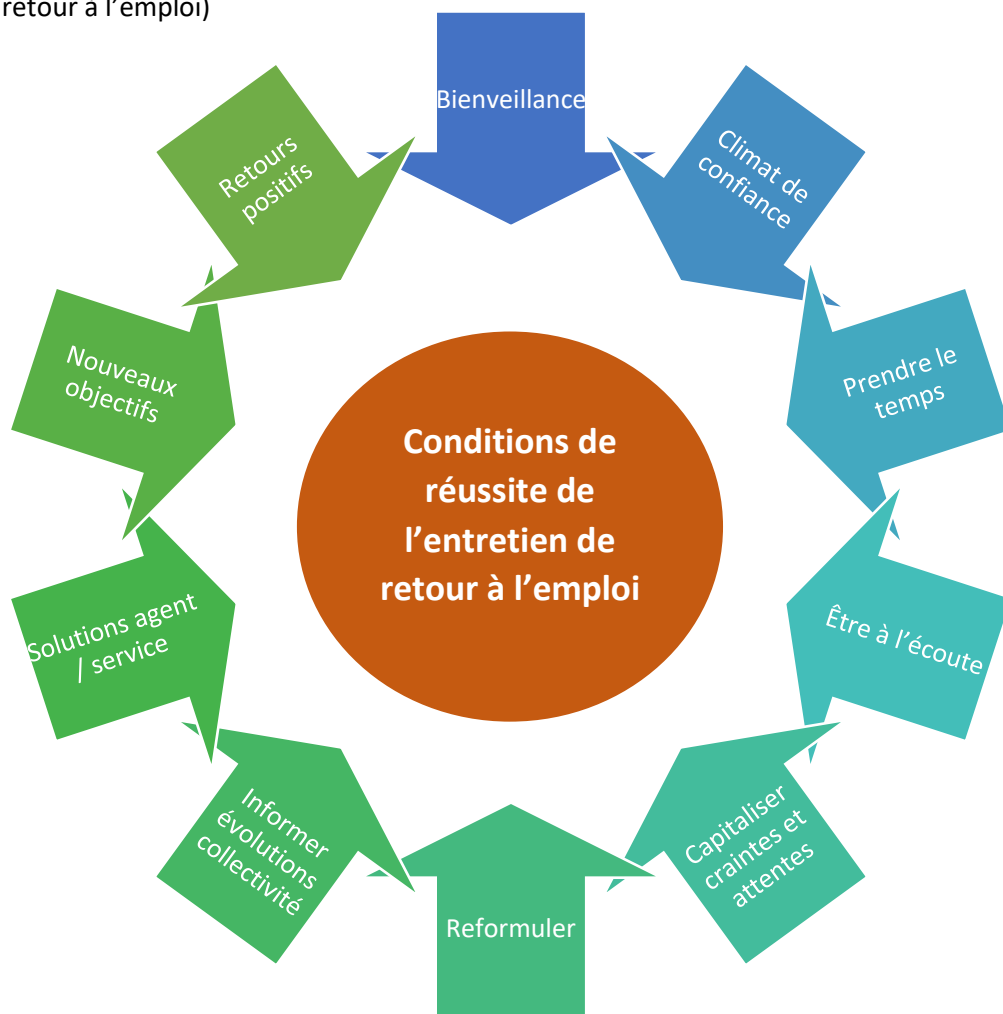 retour à l’emploi)
Bienveillance
Climat de
confiance
Prendre le
temps
Être à l’écoute
Capitaliser
craintes et
attentes
Reformuler
Informer
évolutions
collectivité
Solutions agent
/ service
Nouveaux
objectifs
Retours
positifs
Conditions de
réussite de
l’entretien de
retour à l’emploi